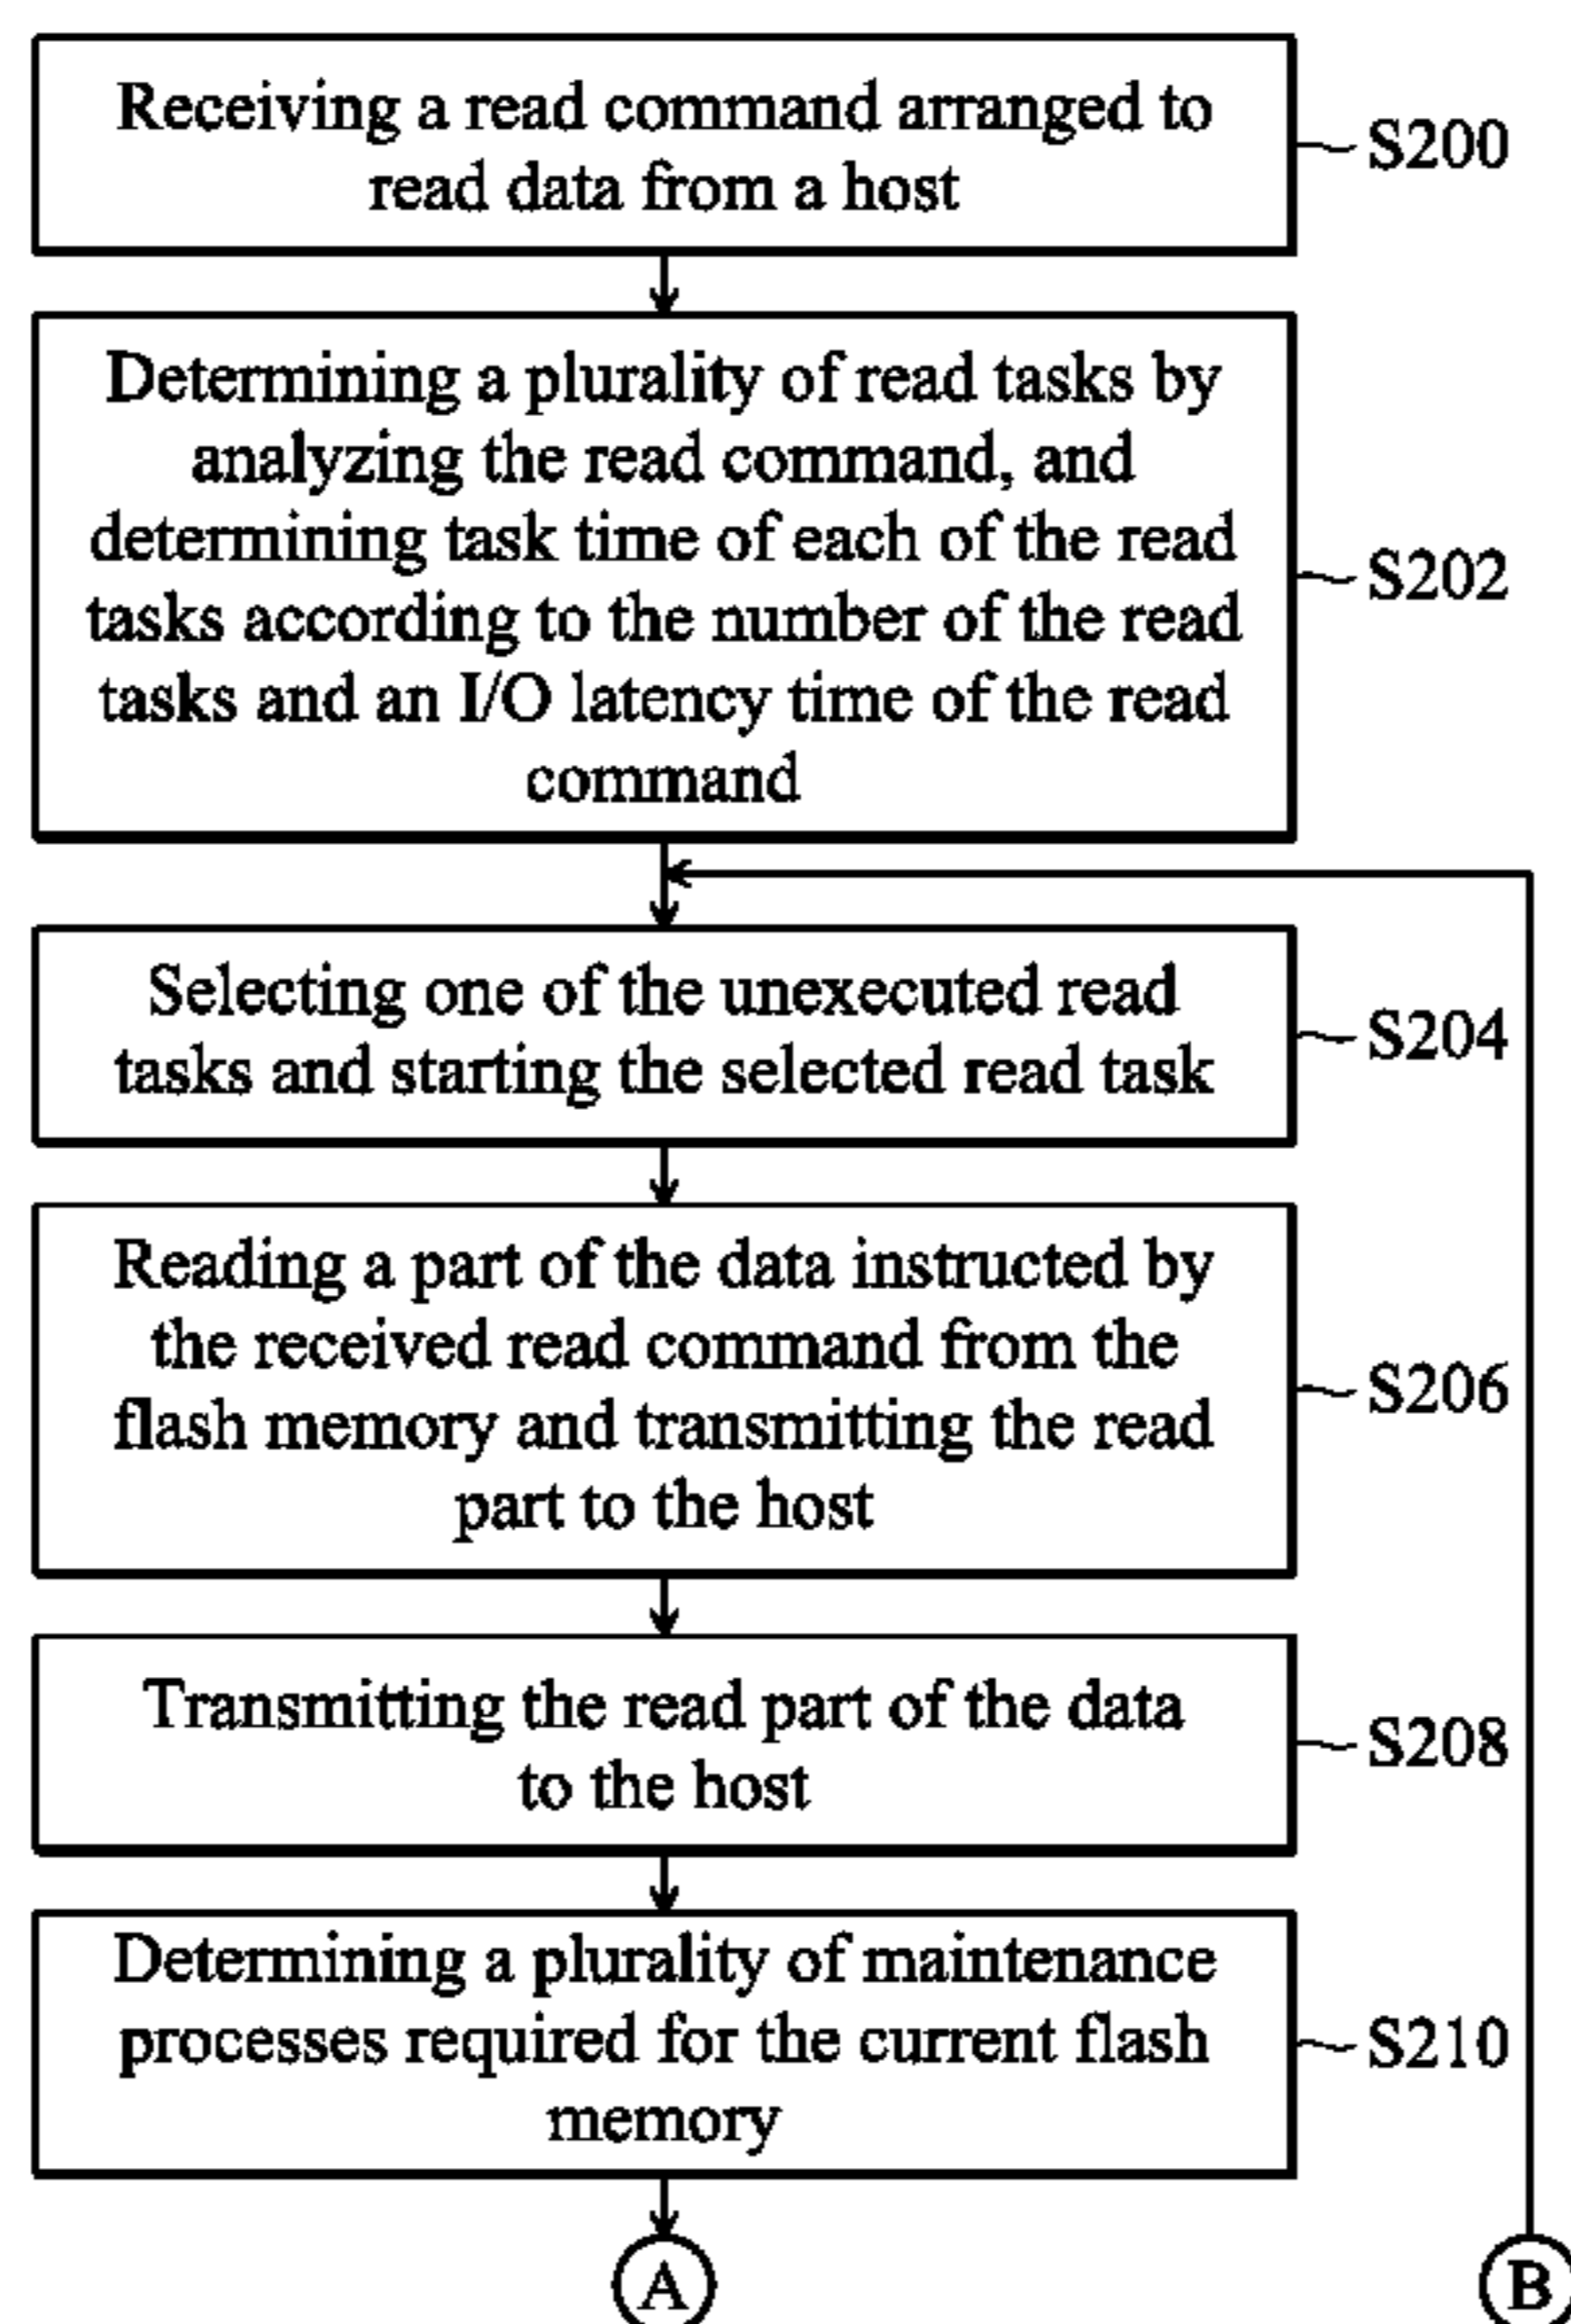 Receiving a read command arranged to
read data from a host
S200
Determining a plurality of read tasks by
analyzing the read command, and
determining task time of each of the read
tasks according to the number of the read
tasks and an I/O latency time of the read
command
S202
Selecting one of the unexecuted read
tasks and starting the selected read task
S204
Reading a part of the data instructed by
the received read command from the
flash memory and transmitting the read
part to the host
S206
Transmitting the read part of the data
to the host
S208
Determining a plurality of maintenance
processes required for the current flash
memory
S210
A
B